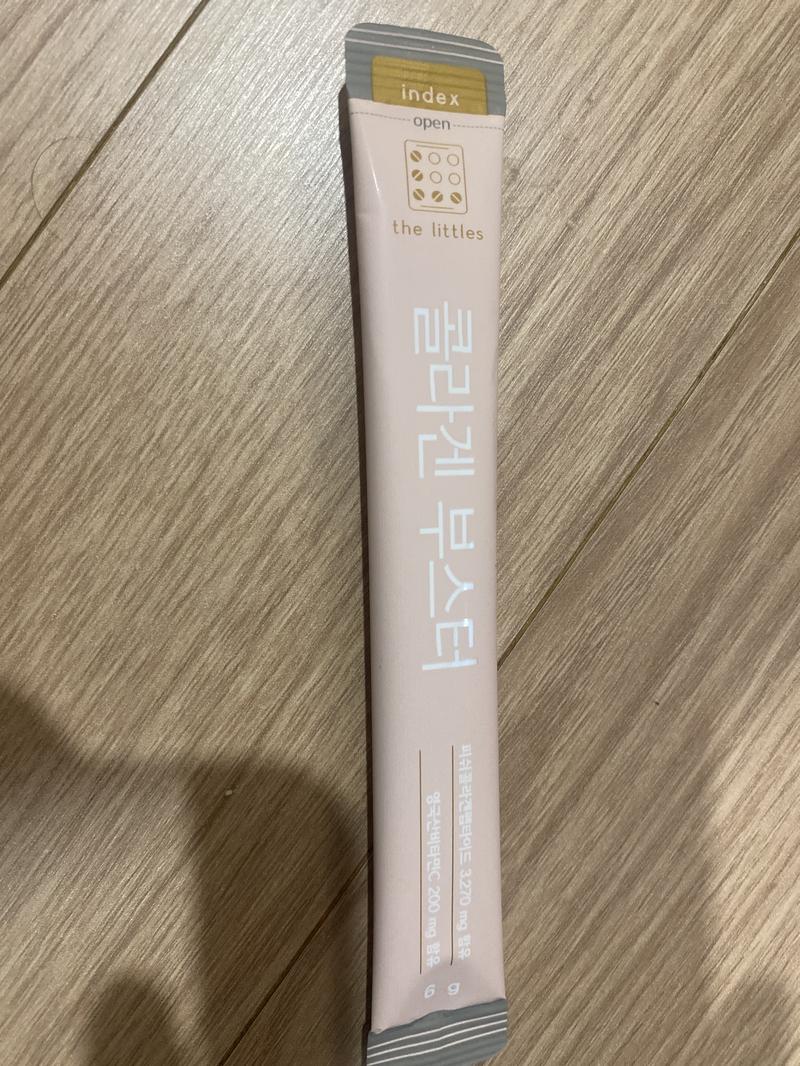 index
open
the littles
콜라겐 부스터
피쉬콜라겐펩타이드 3,270 mg 함유
영국산비타민C 200 mg 함유
6 g